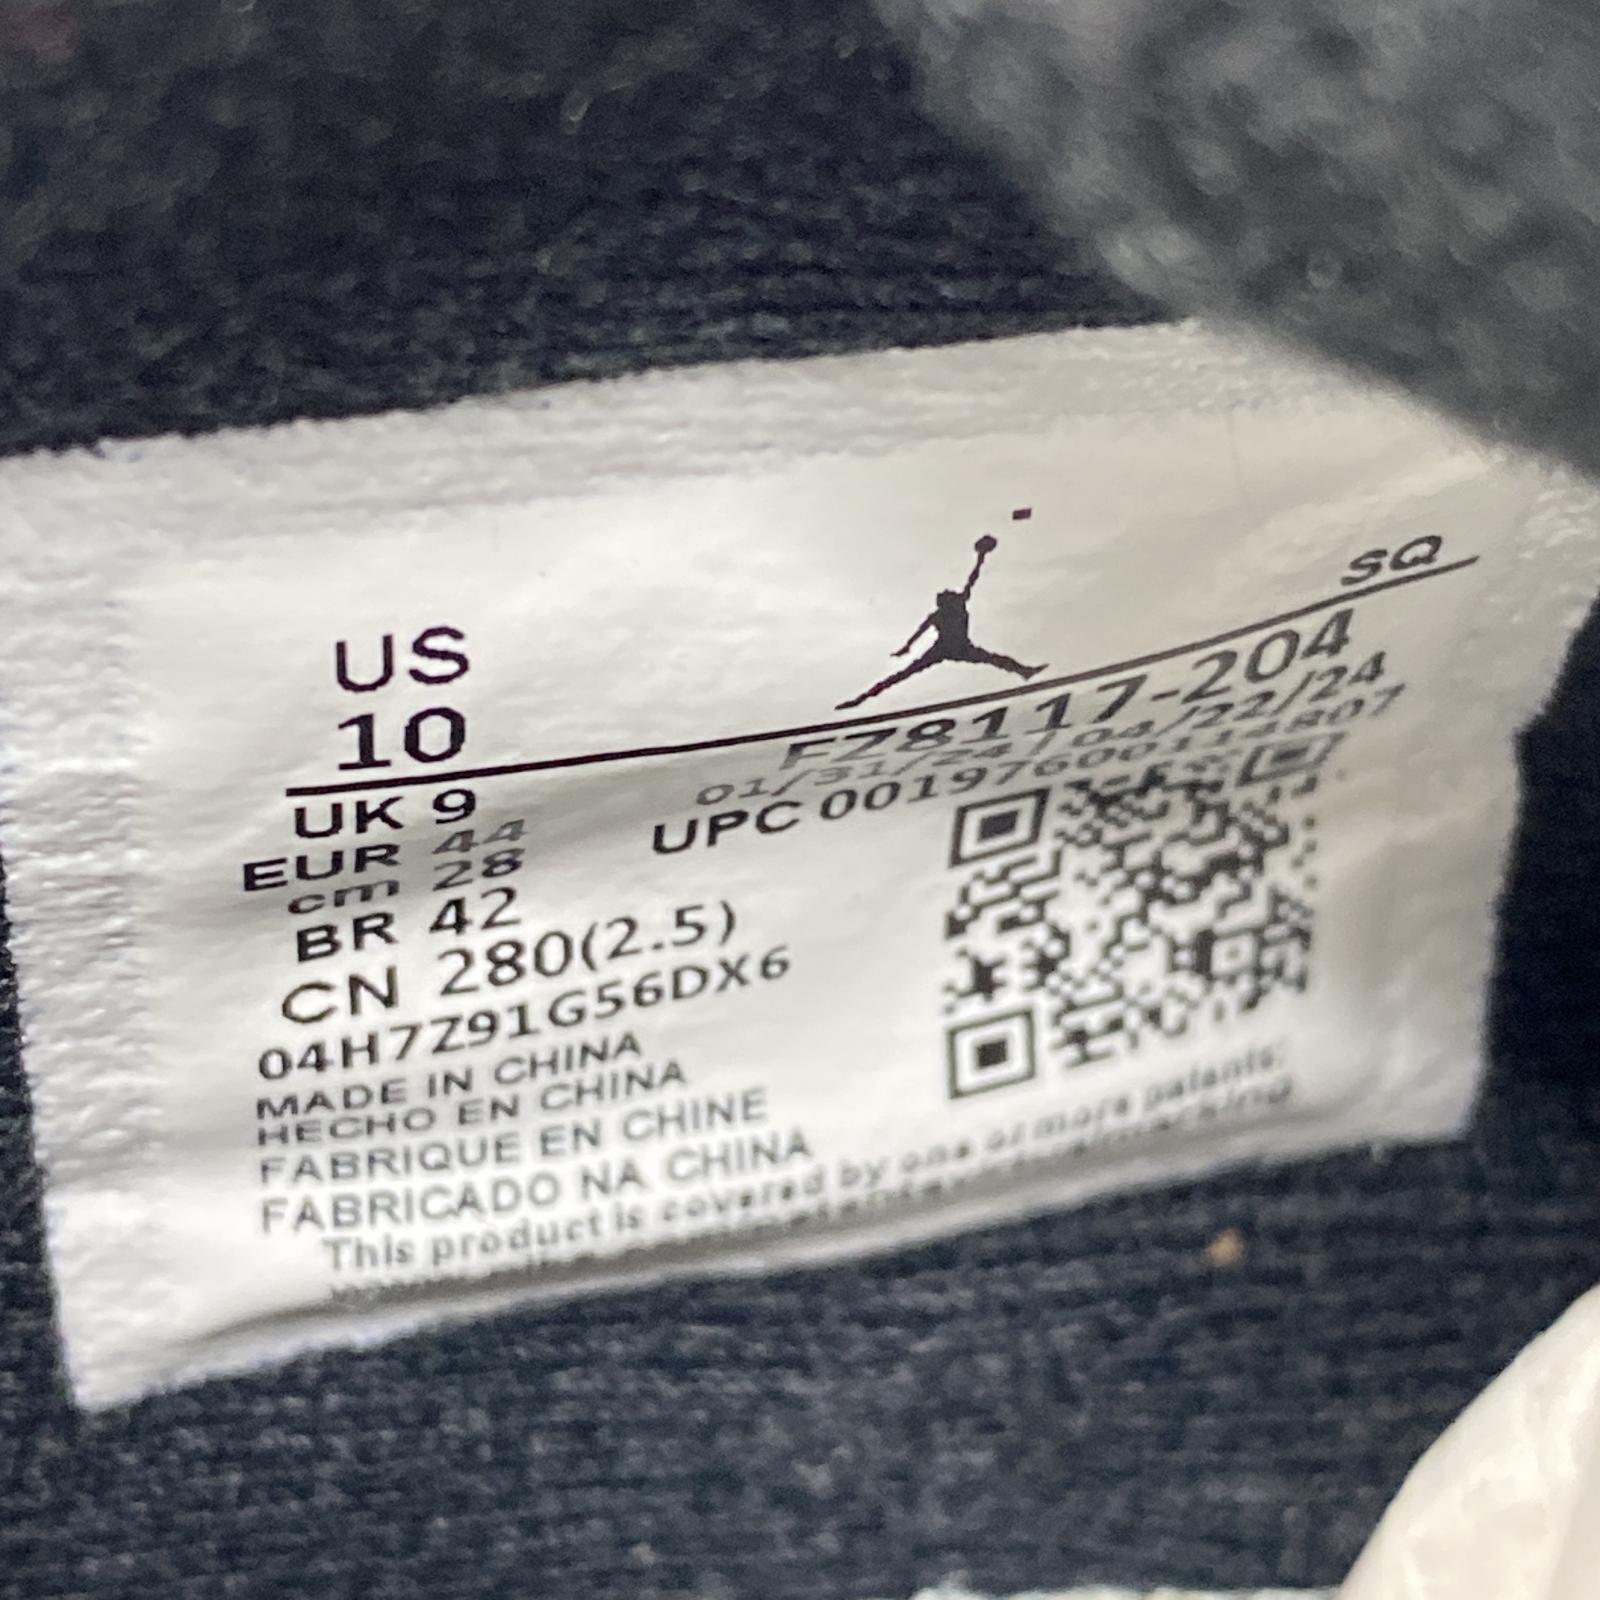 US
10
SQ
UK 9
EUR 44
cm 28
BR 42
CN 280(2.5)
04H7Z91G56DX6
MADE IN CHINA
HECHO EN CHINA
FABRIQUE EN CHINE
FABRICADO NA CHINA
FZ8117-204
01/31/24 / 04/22/24
UPC 00197600114807
This product is covered by one or more patents.